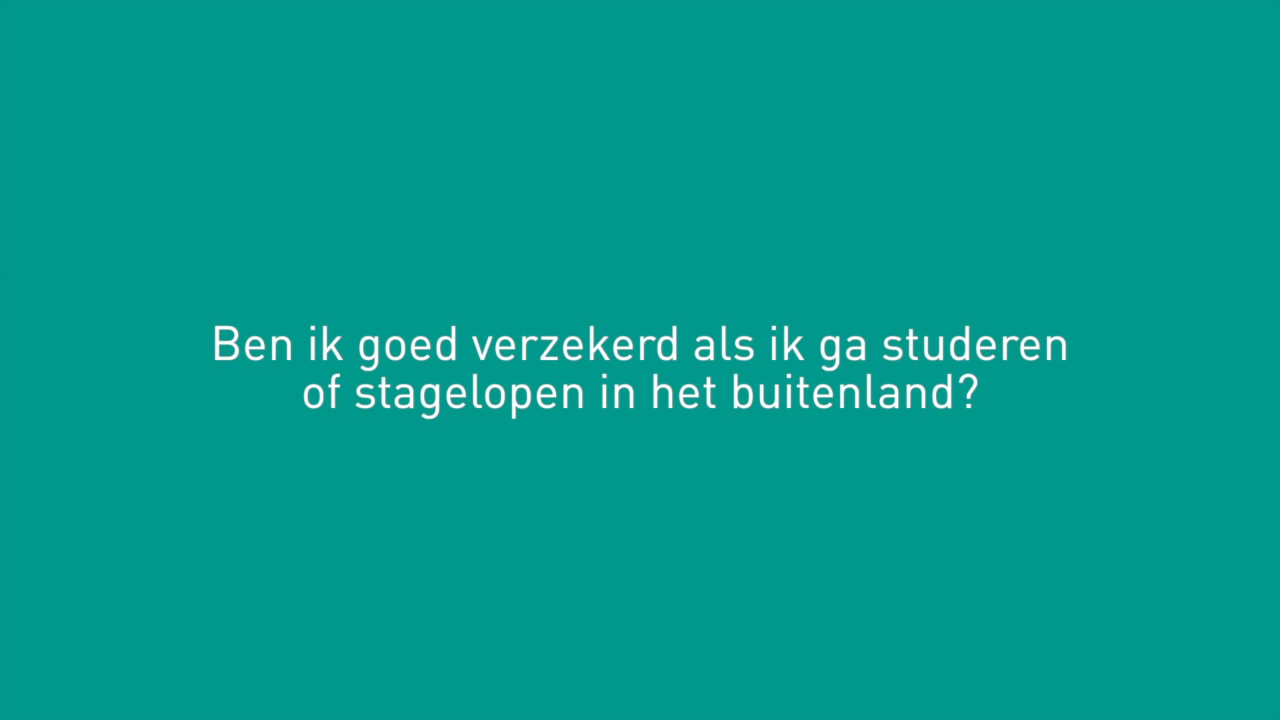 Ben ik goed verzekerd als ik ga studeren
of stagelopen in het buitenland?